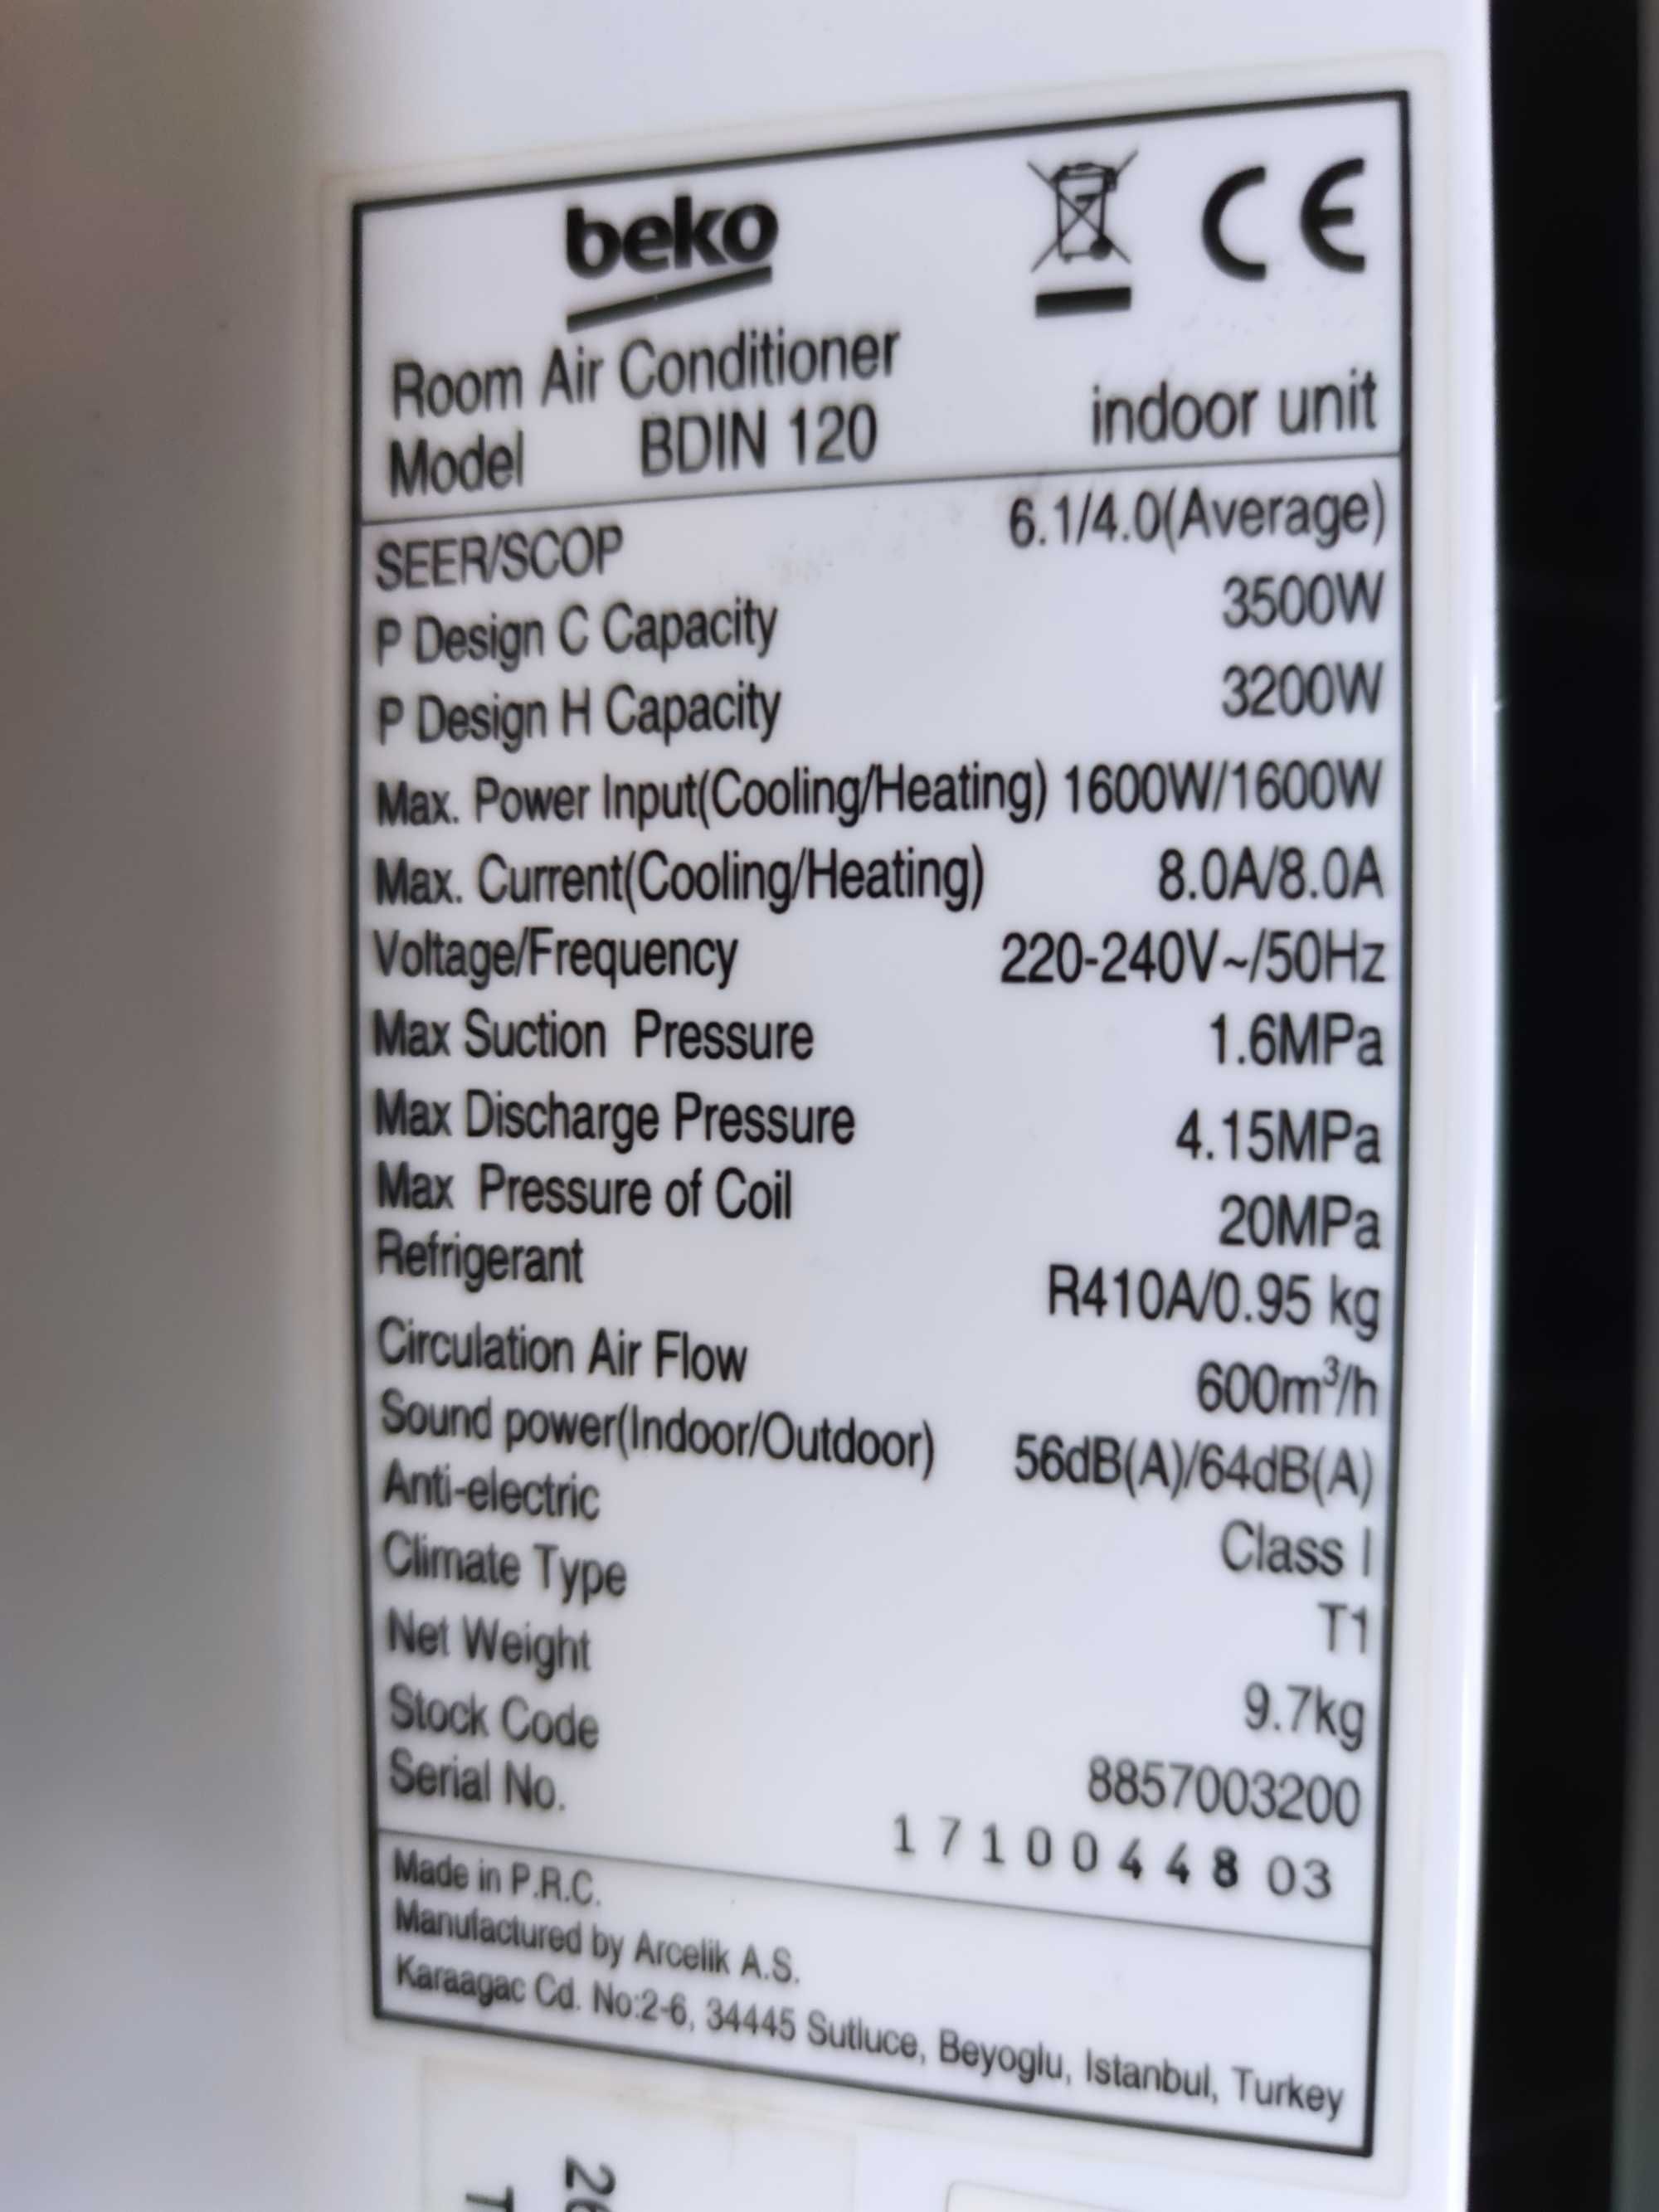 beko
CE
Room Air Conditioner
Model BDIN 120 indoor unit
SEER/SCOP 6.1/4.0(Average)
P Design C Capacity 3500W
P Design H Capacity 3200W
Max. Power Input(Cooling/Heating) 1600W/1600W
Max. Current(Cooling/Heating) 8.0A/8.0A
Voltage/Frequency 220-240V~/50Hz
Max Suction Pressure 1.6MPa
Max Discharge Pressure 4.15MPa
Max Pressure of Coil 20MPa
Refrigerant R410A/0.95 kg
Circulation Air Flow 600m³/h
Sound power(Indoor/Outdoor) 56dB(A)/64dB(A)
Anti-electric Class I
Climate Type T1
Net Weight 9.7kg
Stock Code 8857003200
Serial No. 1710044803
Made in P.R.C.
Manufactured by Arcelik A.S.
Karaagac Cd. No:2-6, 34445 Sutluce, Beyoglu, Istanbul, Turkey